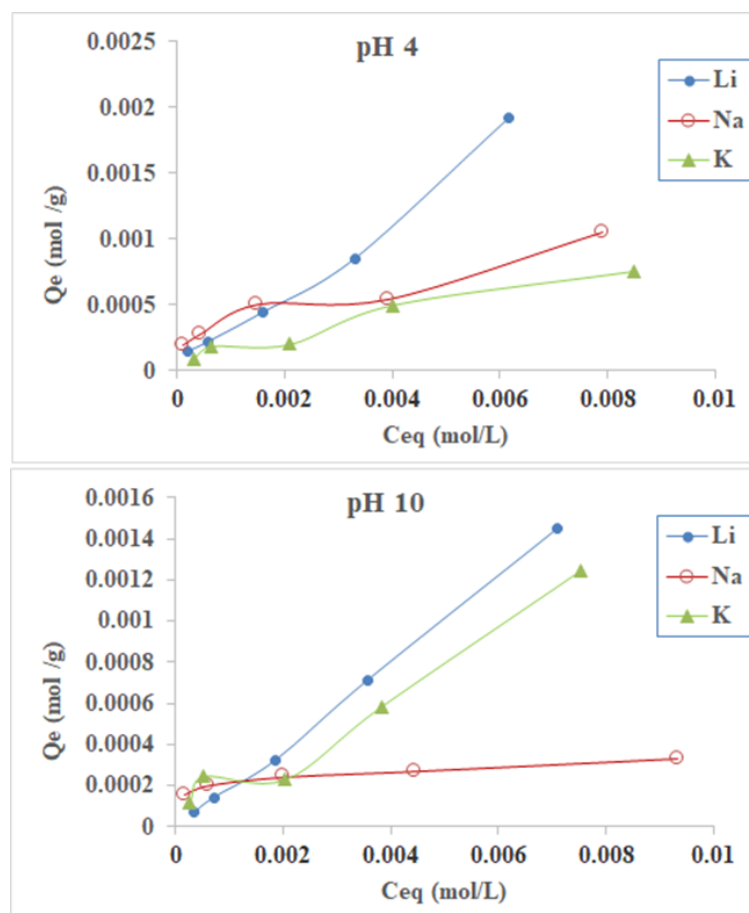 pH 4
0.0025
0.002
0.0015
0.001
0.0005
0
Qe (mol /g)
0 0.002 0.004 0.006 0.008 0.01
Ceq (mol/L)
Li
Na
K
pH 10
0.0016
0.0014
0.0012
0.001
0.0008
0.0006
0.0004
0.0002
0
Qe (mol /g)
0 0.002 0.004 0.006 0.008 0.01
Ceq (mol/L)
Li
Na
K